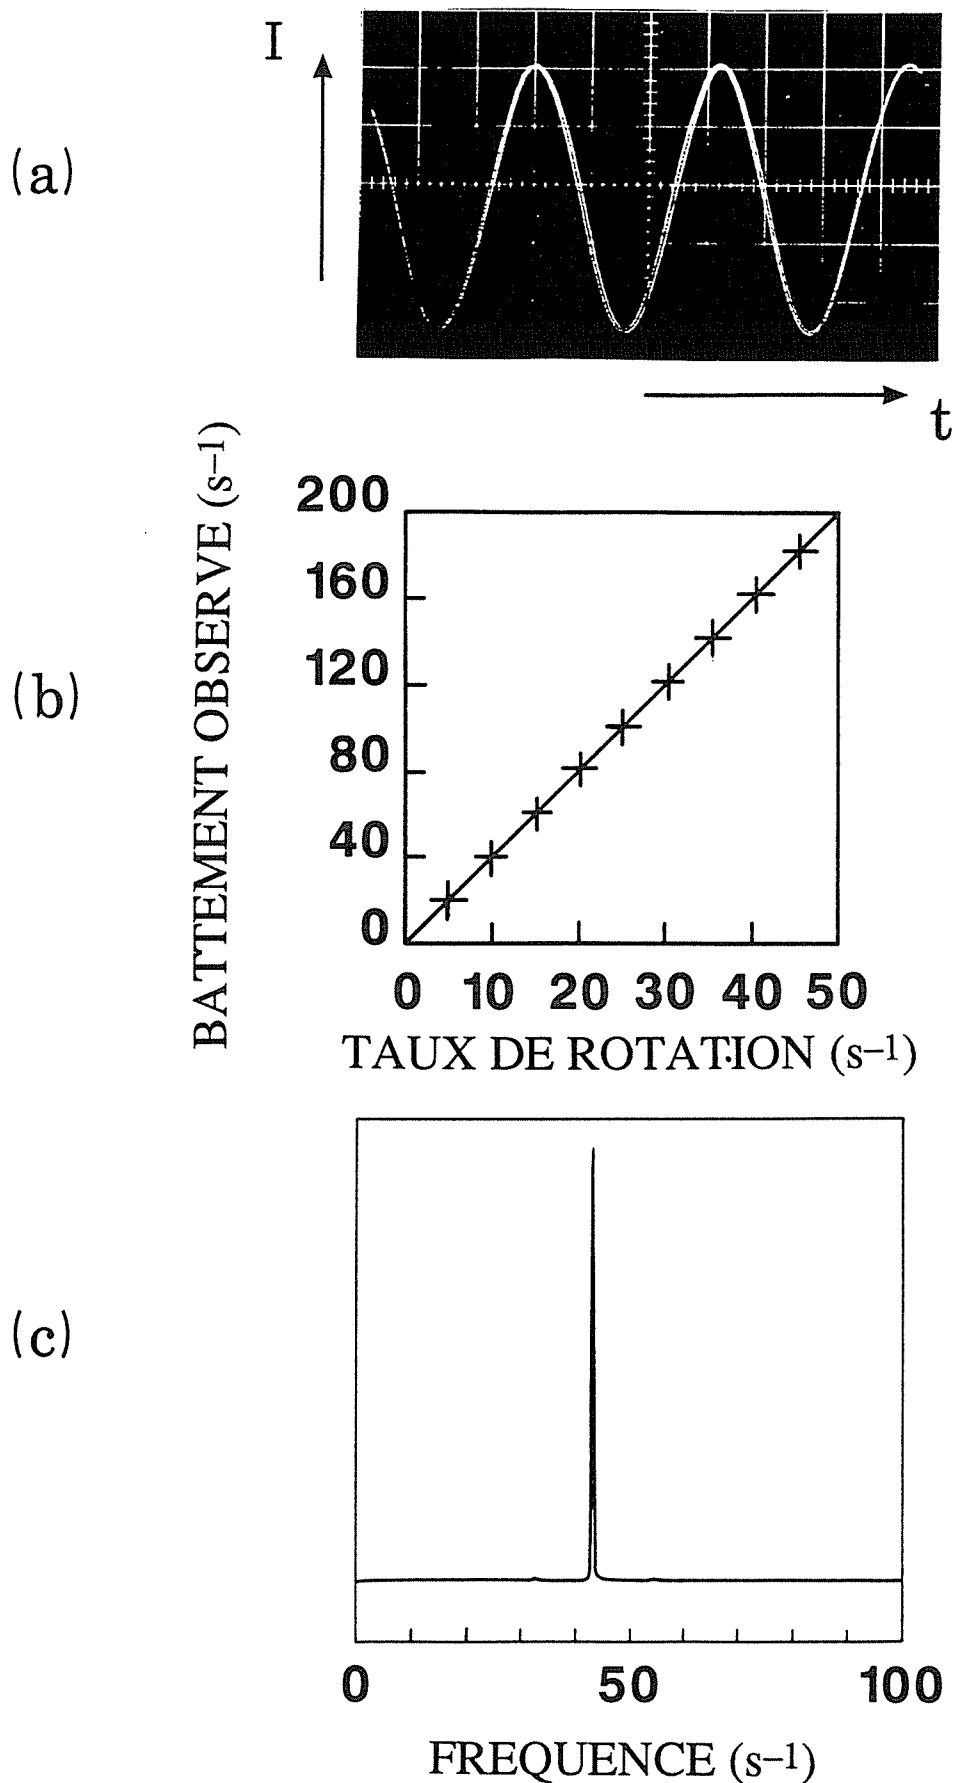 (a)
I
t
(b)
BATTEMENT OBSERVE (s–1)
200
160
120
80
40
0
0 10 20 30 40 50
TAUX DE ROTATION (s–1)
(c)
0 50 100
FREQUENCE (s–1)